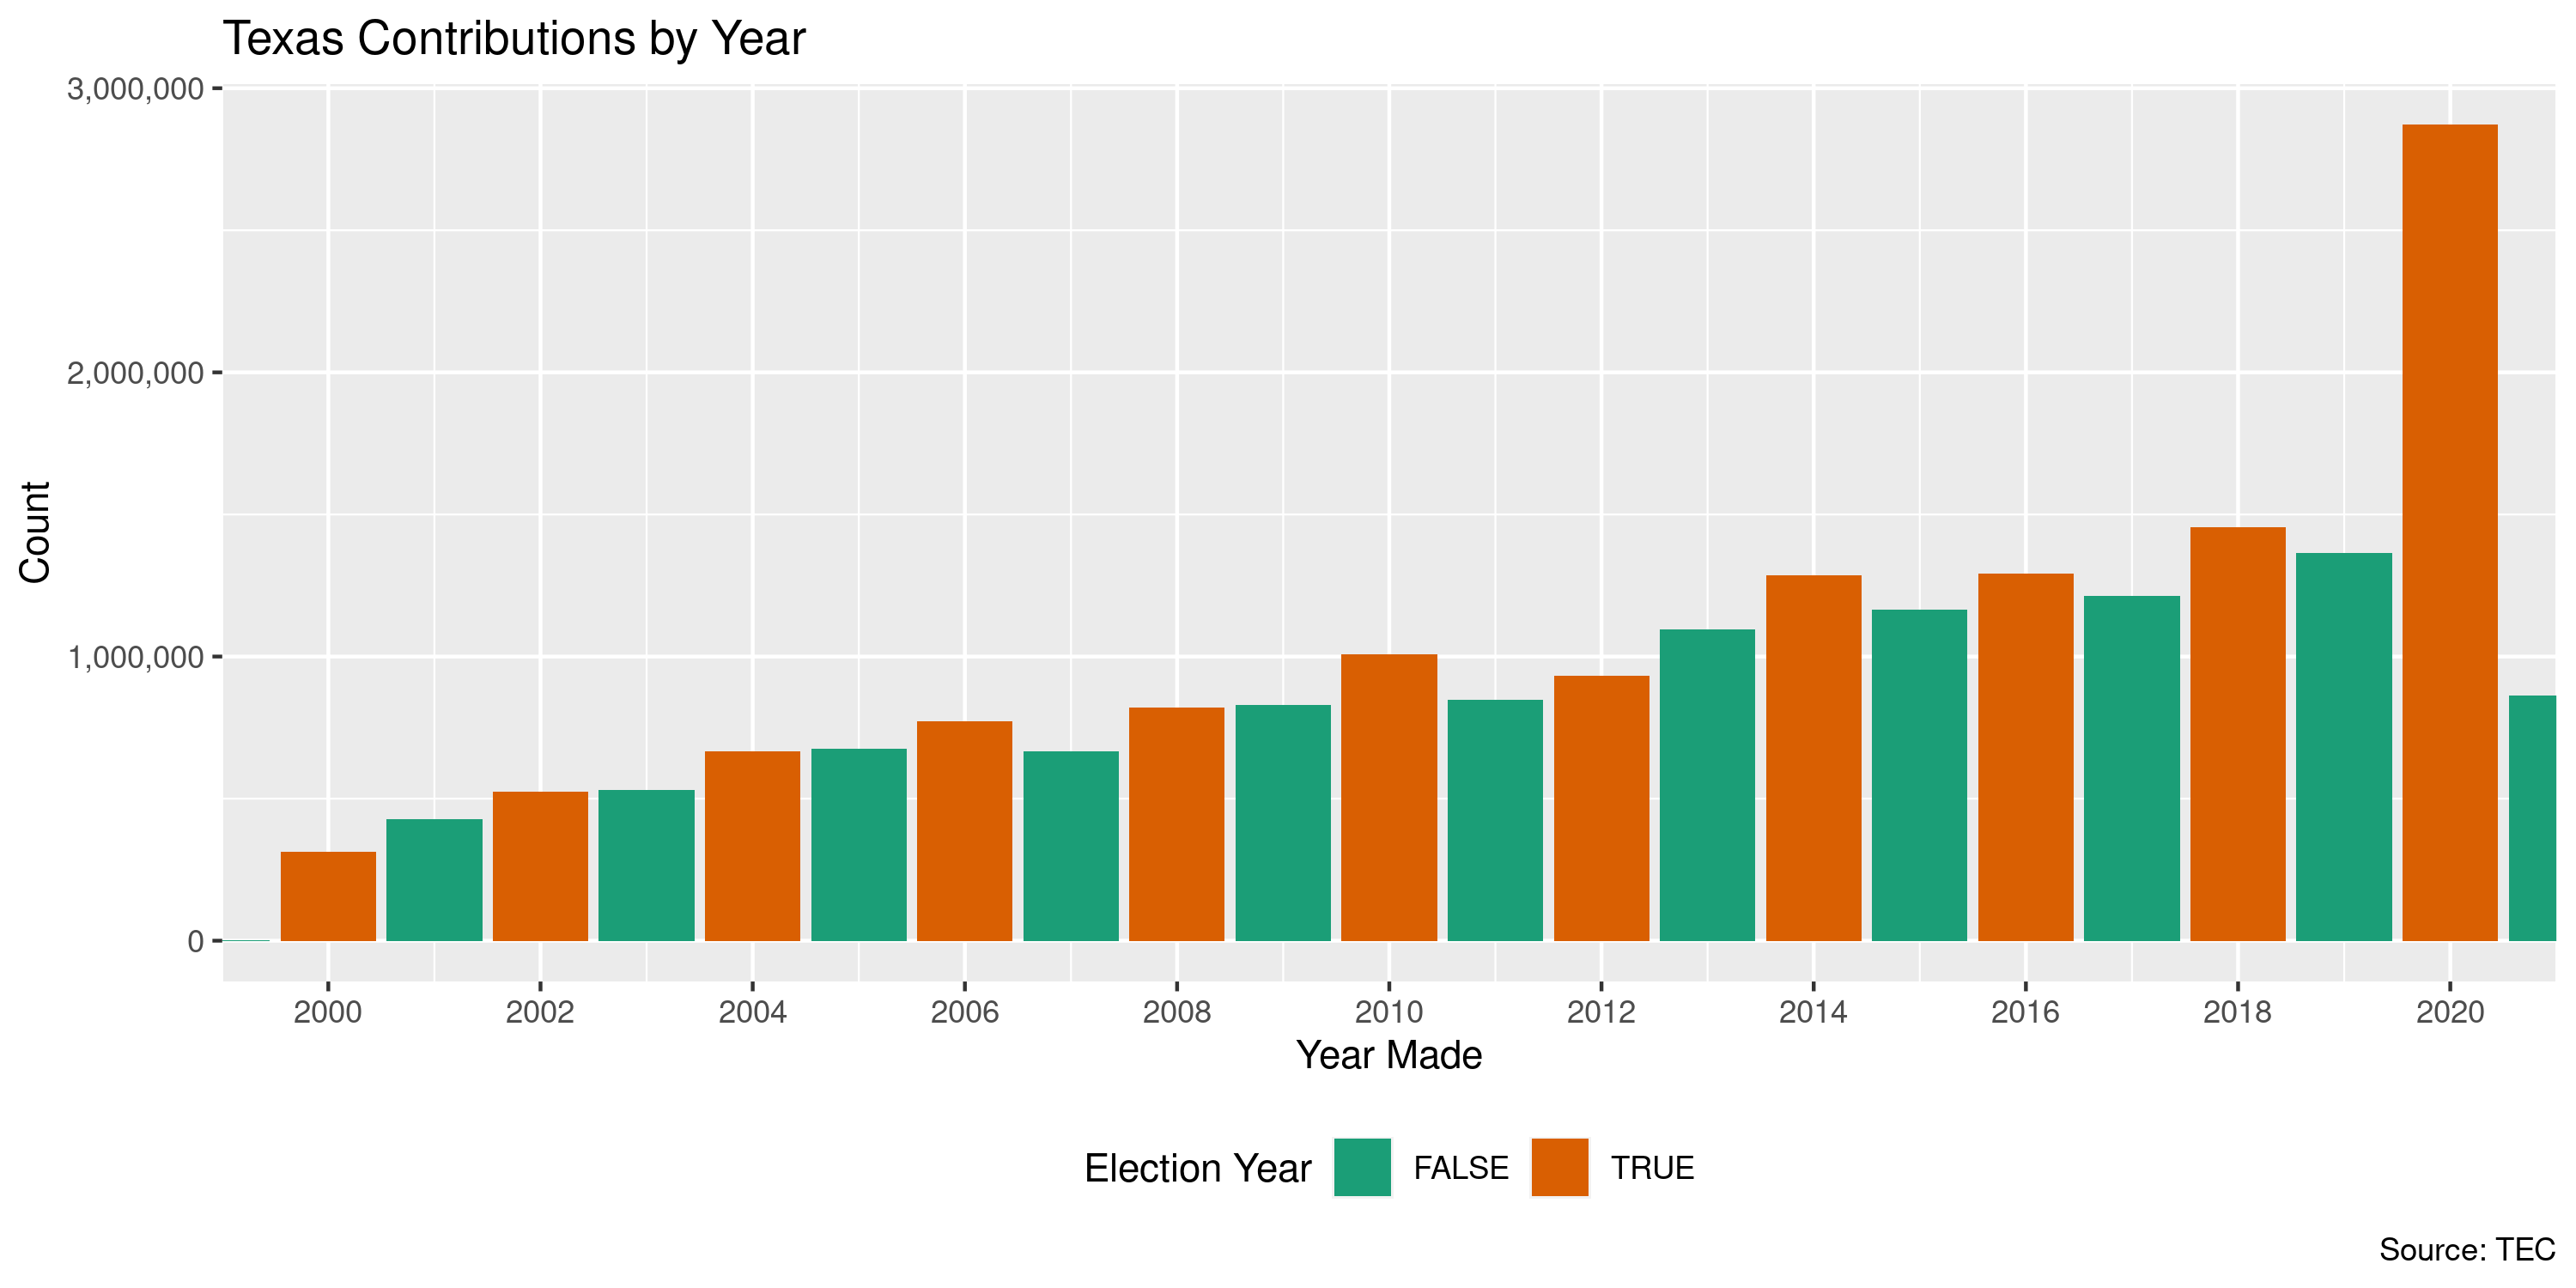 Texas Contributions by Year
3,000,000
2,000,000
1,000,000
0
Count
2000 2002 2004 2006 2008 2010 2012 2014 2016 2018 2020
Year Made
Election Year FALSE TRUE
Source: TEC